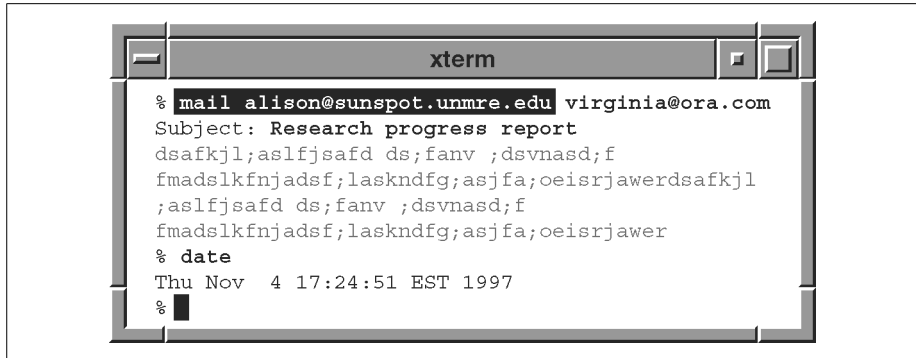 xterm
% mail alison@sunspot.unmre.edu virginia@ora.com
Subject: Research progress report
dsafkjl;aslfjsafd ds;fanv ;dsvnasd;f
fmadslkfnjadsf;laskndfg;asjfa;oeisrjawerdsafkjl
;aslfjsafd ds;fanv ;dsvnasd;f
fmadslkfnjadsf;laskndfg;asjfa;oeisrjawer
% date
Thu Nov  4 17:24:51 EST 1997
%